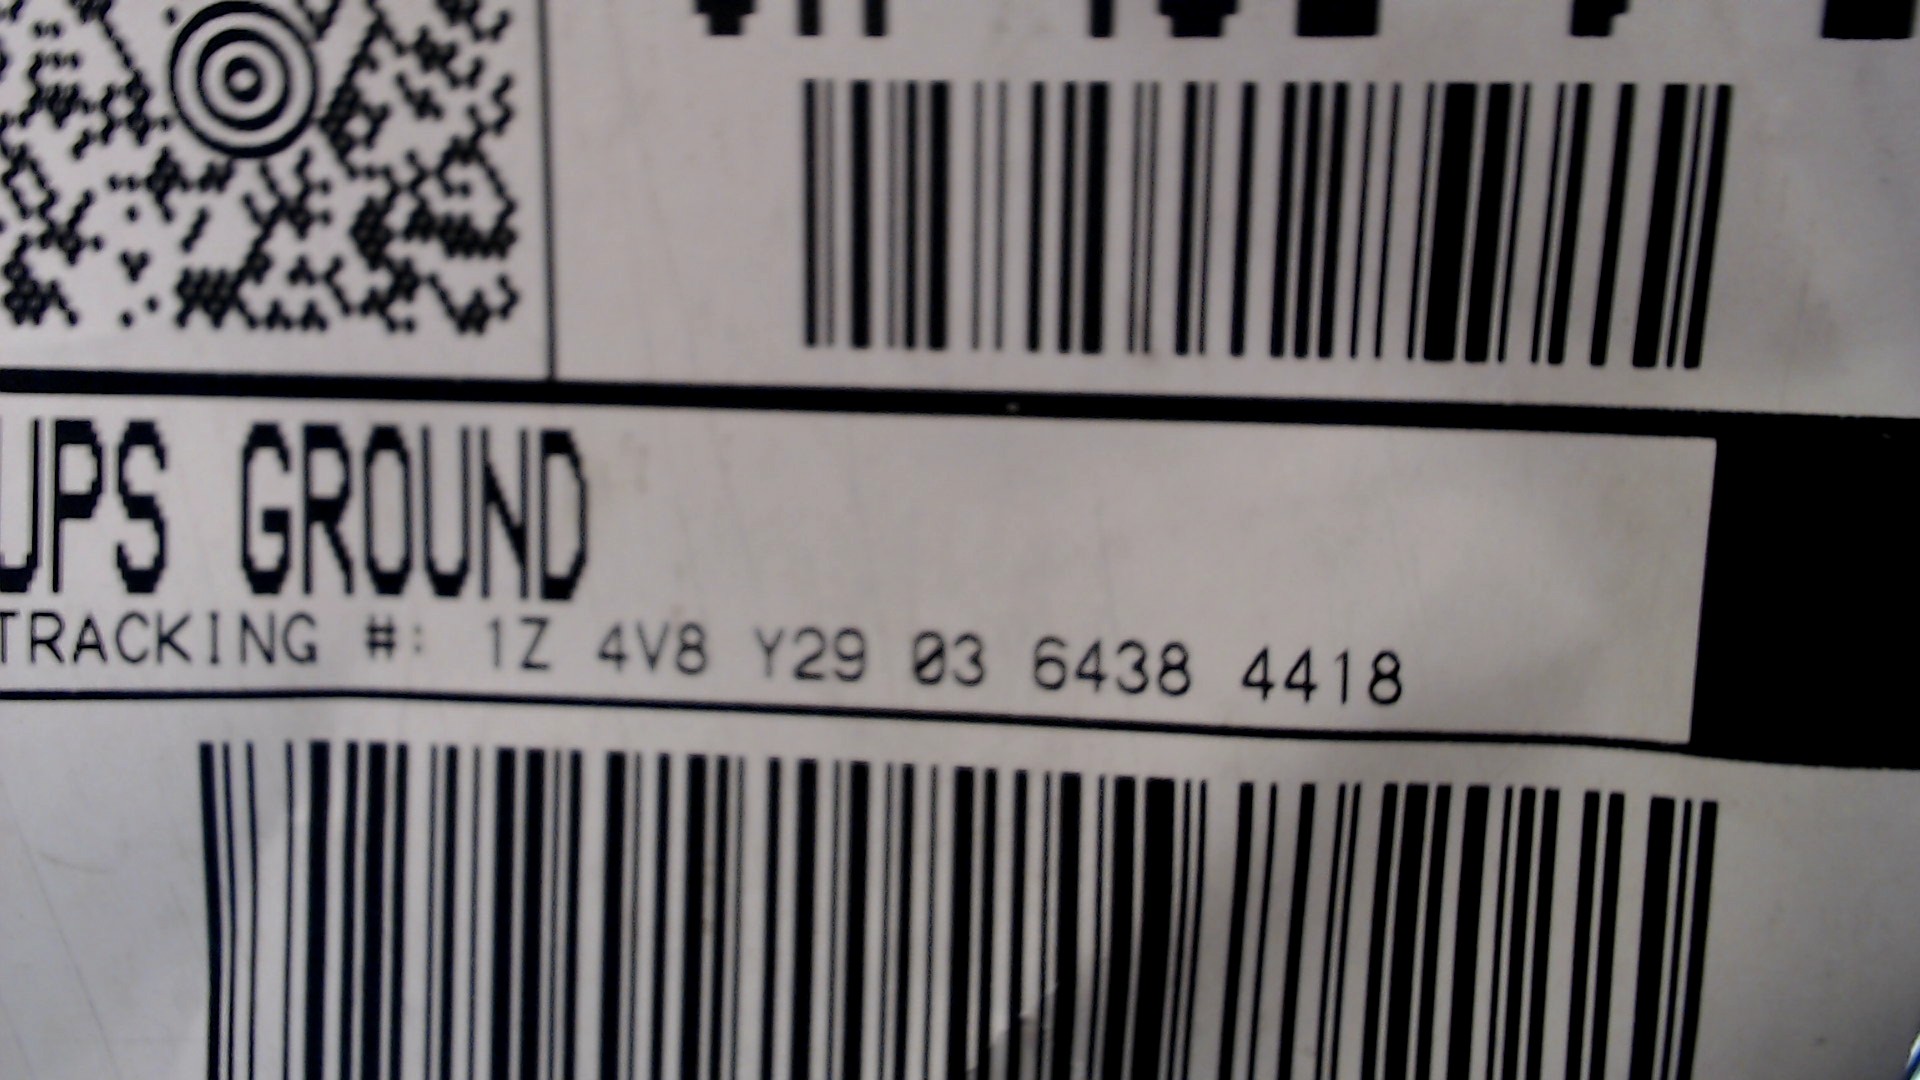 UPS GROUND
TRACKING #: 1Z 4V8 Y29 03 6438 4418